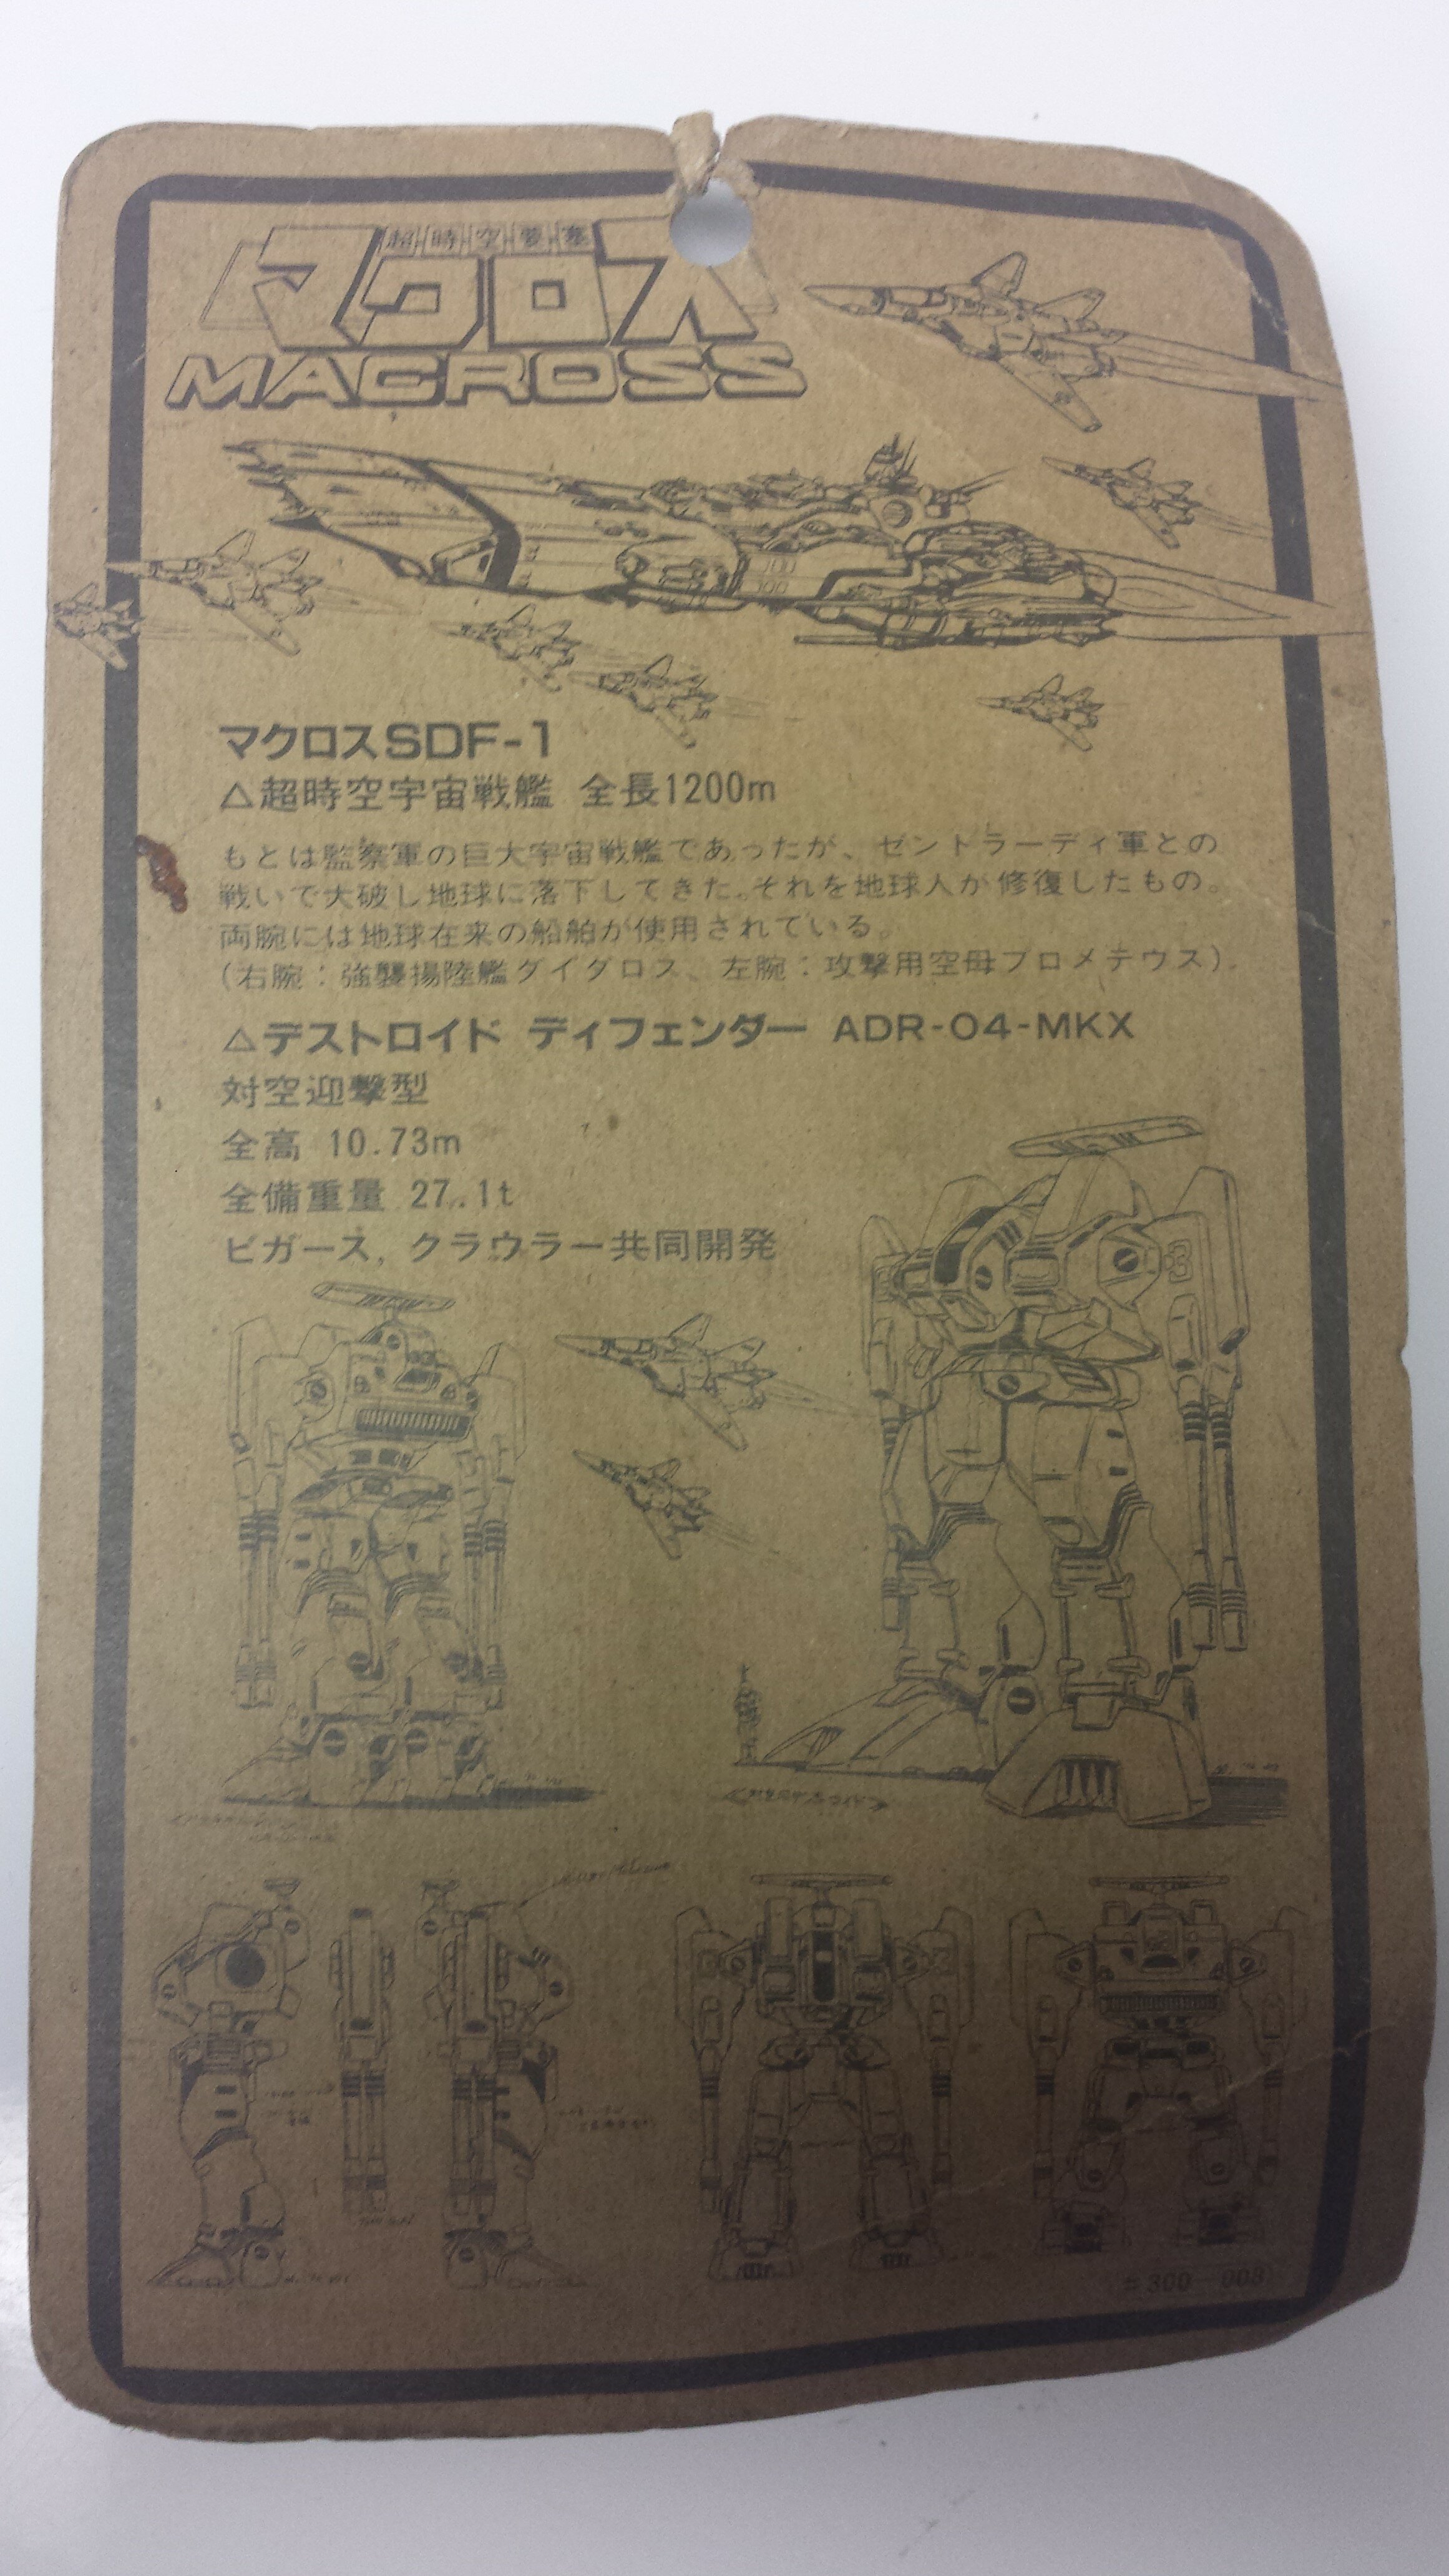 超時空要塞
マクロス
MACROSS
マクロスSDF-1
△超時空宇宙戦艦 全長1200m
もとは監察軍の巨大宇宙戦艦であったが、ゼントラーディ軍との
戦いで大破し地球に落下してきた。それを地球人が修復したもの。
両腕には地球在来の船舶が使用されている。
(右腕：強襲揚陸艦ダイダロス、左腕：攻撃用空母プロメテウス)。
△デストロイド ディフェンダー ADR-04-MKX
対空迎撃型
全高 10.73m
全備重量 27.1t
ビガース, クラウラー共同開発
3
300-008